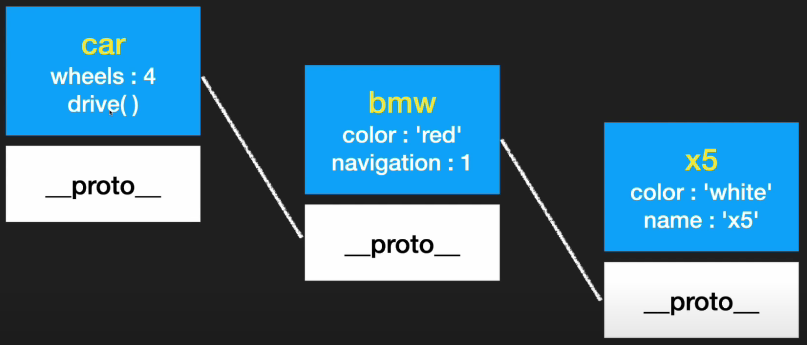 car
wheels : 4
drive( )
__proto__
bmw
color : 'red'
navigation : 1
__proto__
x5
color : 'white'
name : 'x5'
__proto__